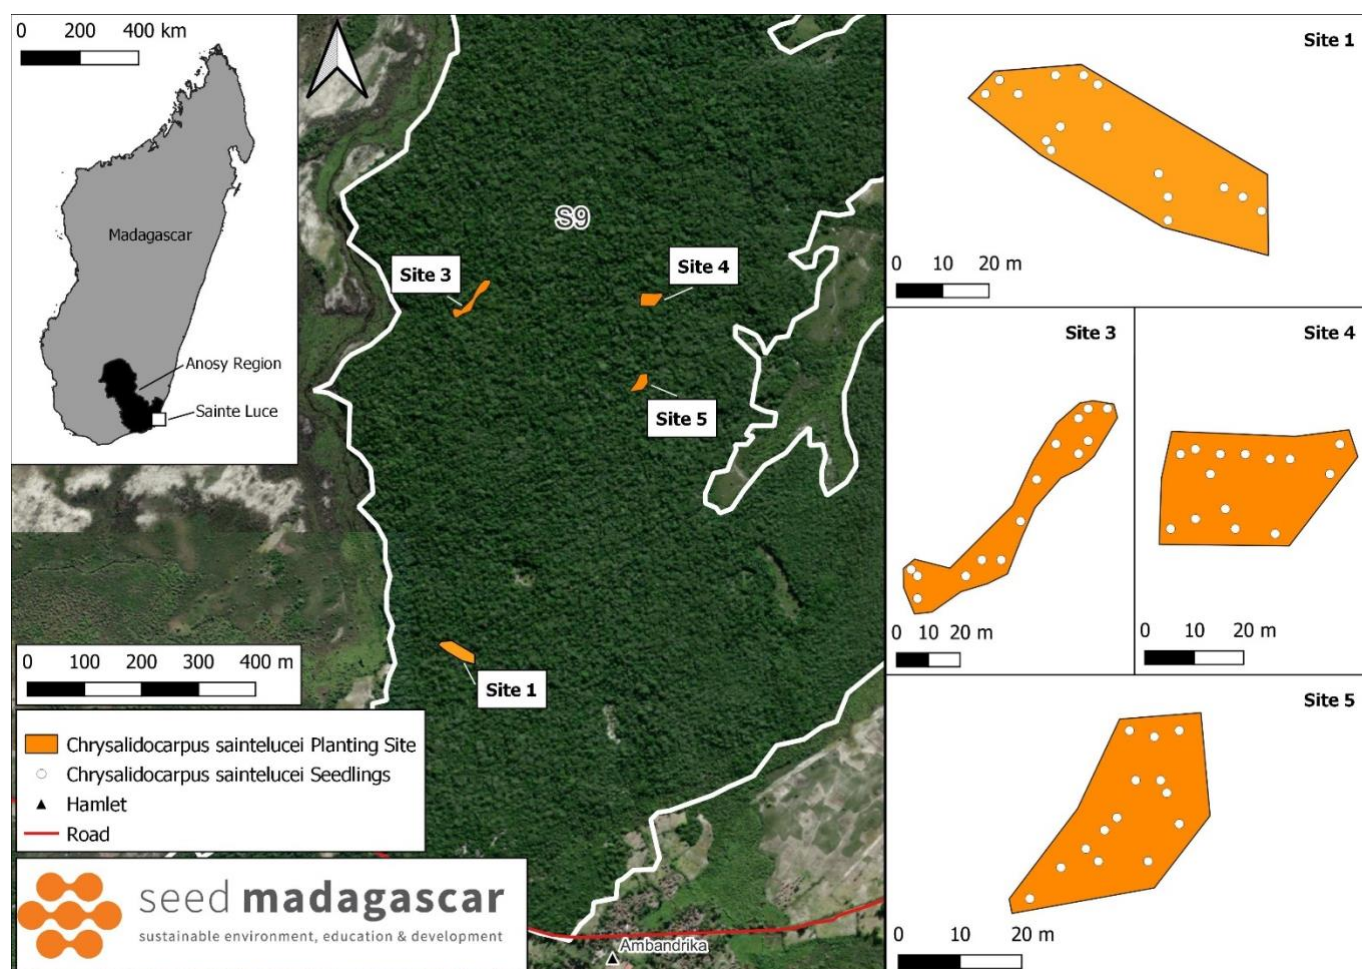 0 200 400 km
Madagascar
Anosy Region
Sainte Luce
S9
Site 3
Site 4
Site 5
Site 1
0 100 200 300 400 m
Chrysalidocarpus saintelucei Planting Site
Chrysalidocarpus saintelucei Seedlings
Hamlet
Road
seed madagascar
sustainable environment, education & development
Ambandrika
Site 1
0 10 20 m
Site 3
0 10 20 m
Site 4
0 10 20 m
Site 5
0 10 20 m